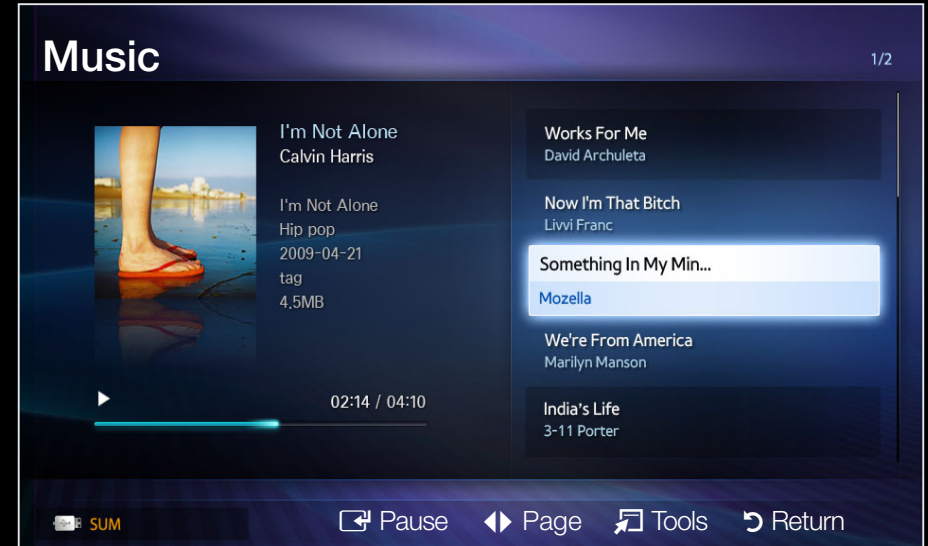 Music
1/2
I'm Not Alone
Calvin Harris
I'm Not Alone
Hip pop
2009-04-21
tag
4.5MB
02:14 / 04:10
Works For Me
David Archuleta
Now I'm That Bitch
Livvi Franc
Something In My Min...
Mozella
We're From America
Marilyn Manson
India's Life
3-11 Porter
SUM
Pause Page Tools Return